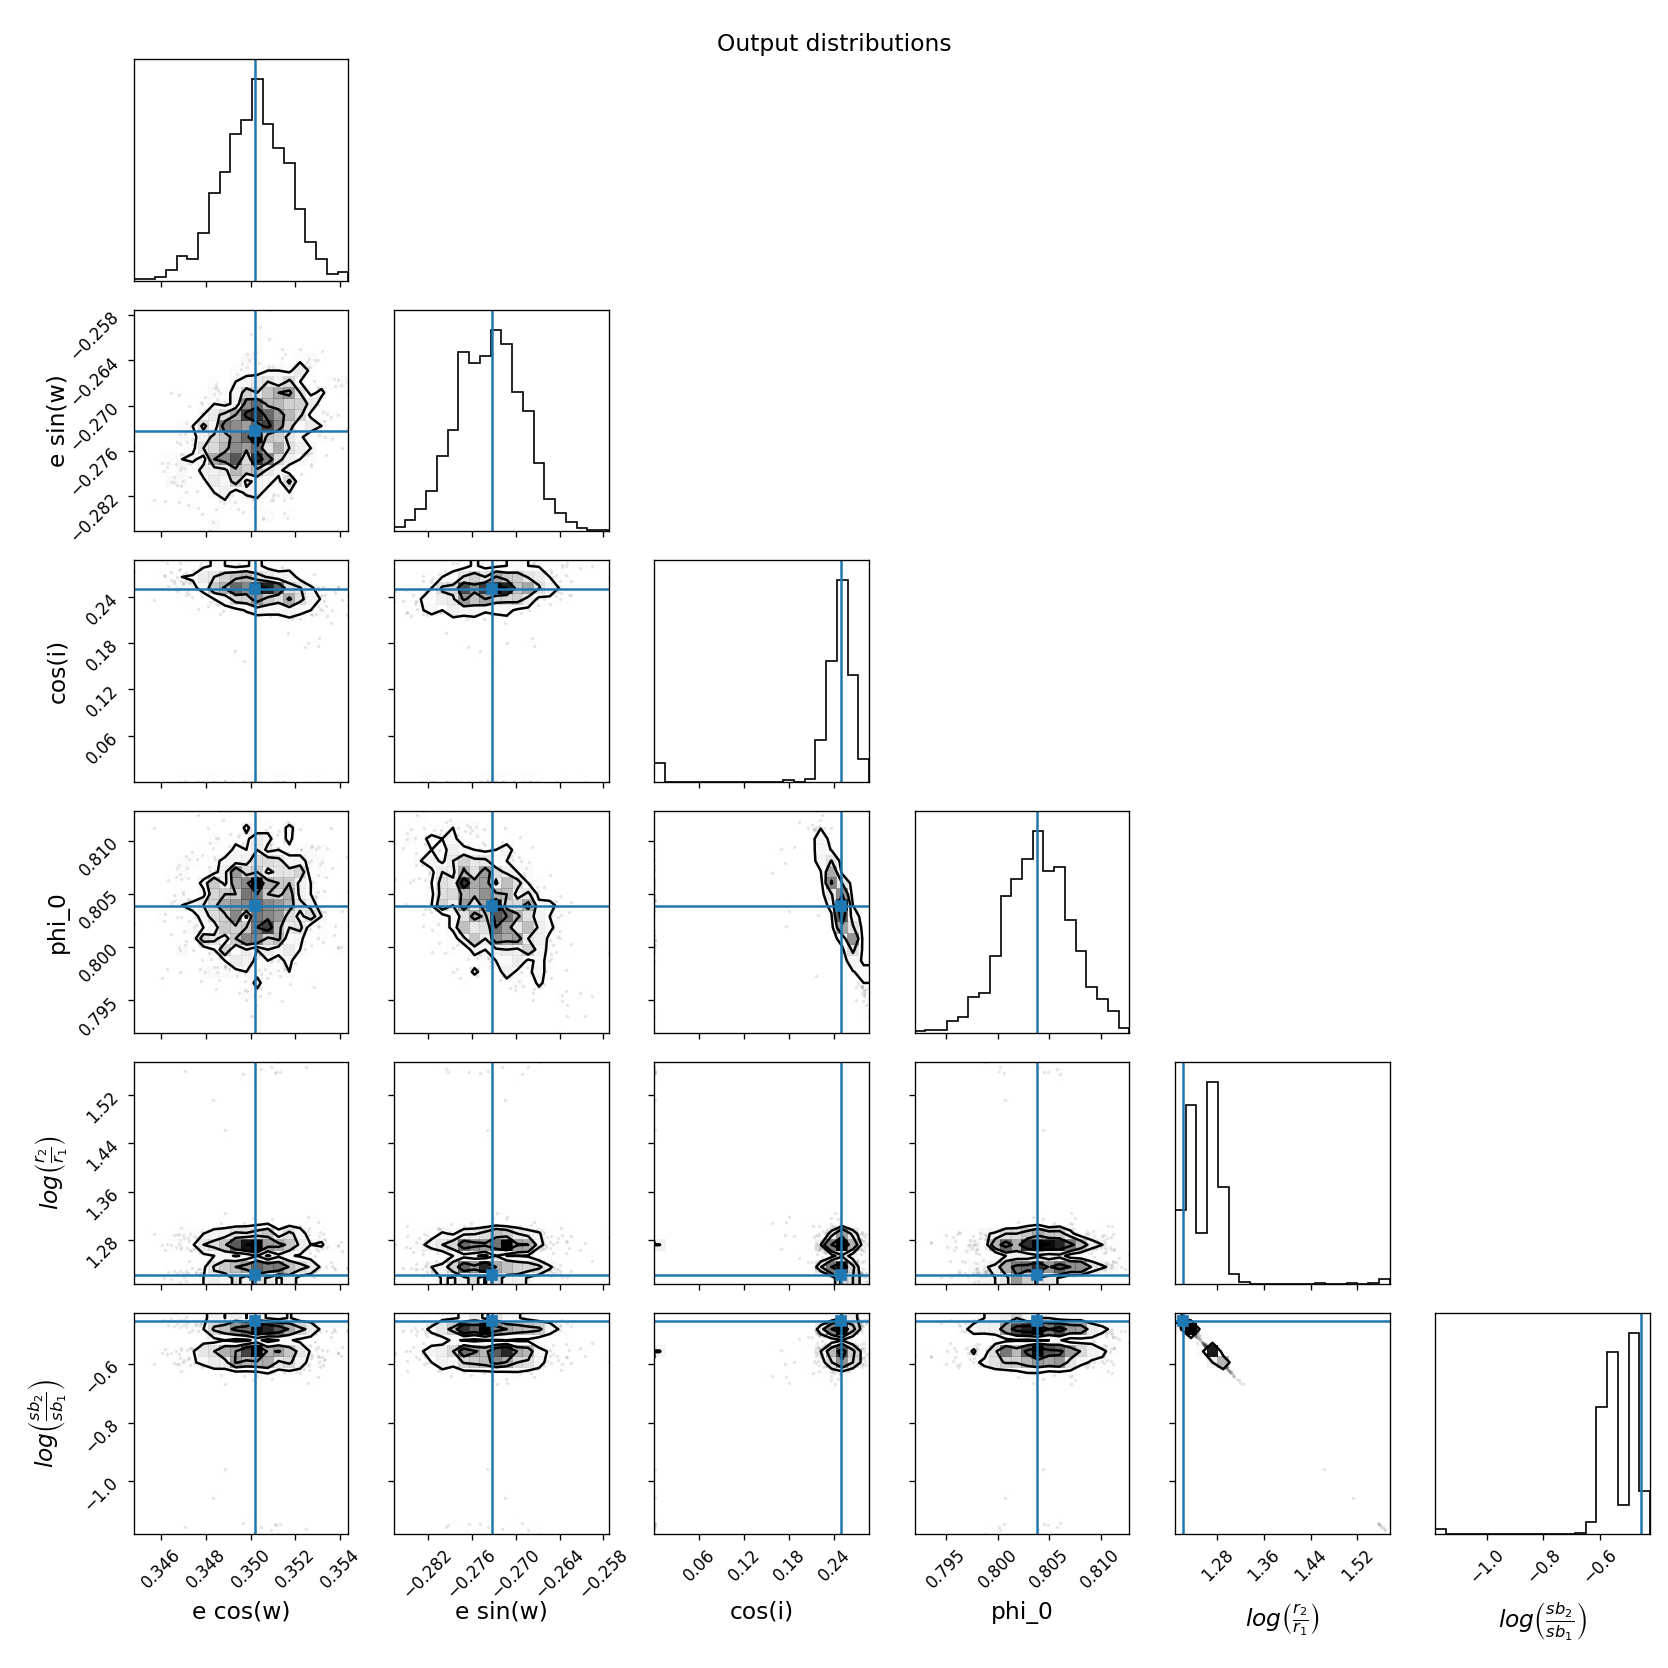 Output distributions
e sin(w)
−0.258
−0.264
−0.270
−0.276
−0.282
cos(i)
0.24
0.18
0.12
0.06
phi_0
0.810
0.805
0.800
0.795
log(r₂/r₁)
1.52
1.44
1.36
1.28
log(sb₂/sb₁)
−0.6
−0.8
−1.0
0.346 0.348 0.350 0.352 0.354 −0.282 −0.276 −0.270 −0.264 −0.258 0.06 0.12 0.18 0.24 0.795 0.800 0.805 0.810 1.28 1.36 1.44 1.52 −1.0 −0.8 −0.6
e cos(w) e sin(w) cos(i) phi_0 log(r₂/r₁) log(sb₂/sb₁)